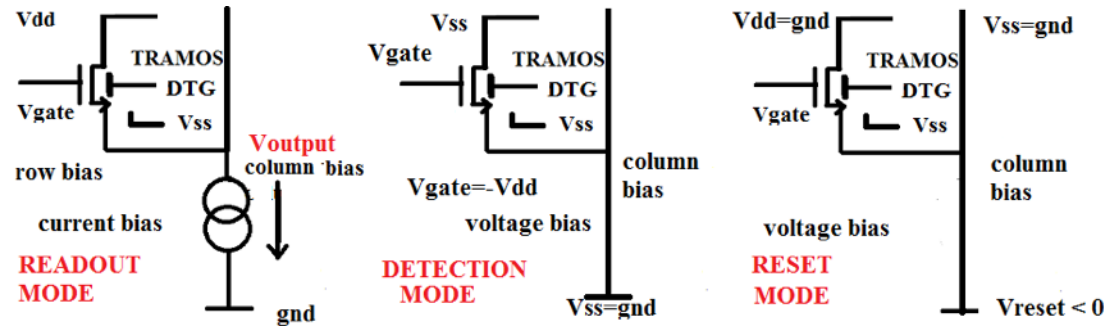 Vdd
TRAMOS
DTG
Vgate
Vss
Voutput
column bias
row bias
current bias
READOUT
MODE
gnd
Vss
Vgate
TRAMOS
DTG
Vss
column
bias
Vgate=-Vdd
voltage bias
DETECTION
MODE
Vss=gnd
Vdd=gnd
Vss=gnd
TRAMOS
DTG
Vgate
Vss
column
bias
voltage bias
RESET
MODE
Vreset < 0